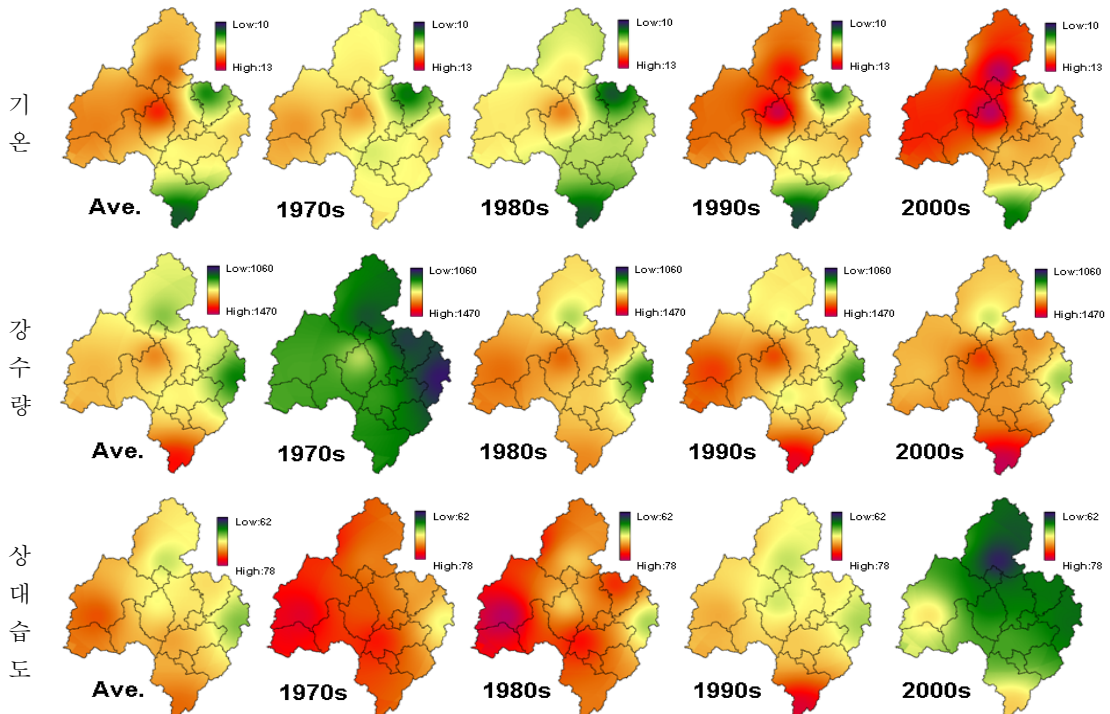 기온
Low:10
High:13
Ave.
Low:10
High:13
1970s
Low:10
High:13
1980s
Low:10
High:13
1990s
Low:10
High:13
2000s
강수량
Low:1060
High:1470
Ave.
Low:1060
High:1470
1970s
Low:1060
High:1470
1980s
Low:1060
High:1470
1990s
Low:1060
High:1470
2000s
상대습도
Low:62
High:78
Ave.
Low:62
High:78
1970s
Low:62
High:78
1980s
Low:62
High:78
1990s
Low:62
High:78
2000s